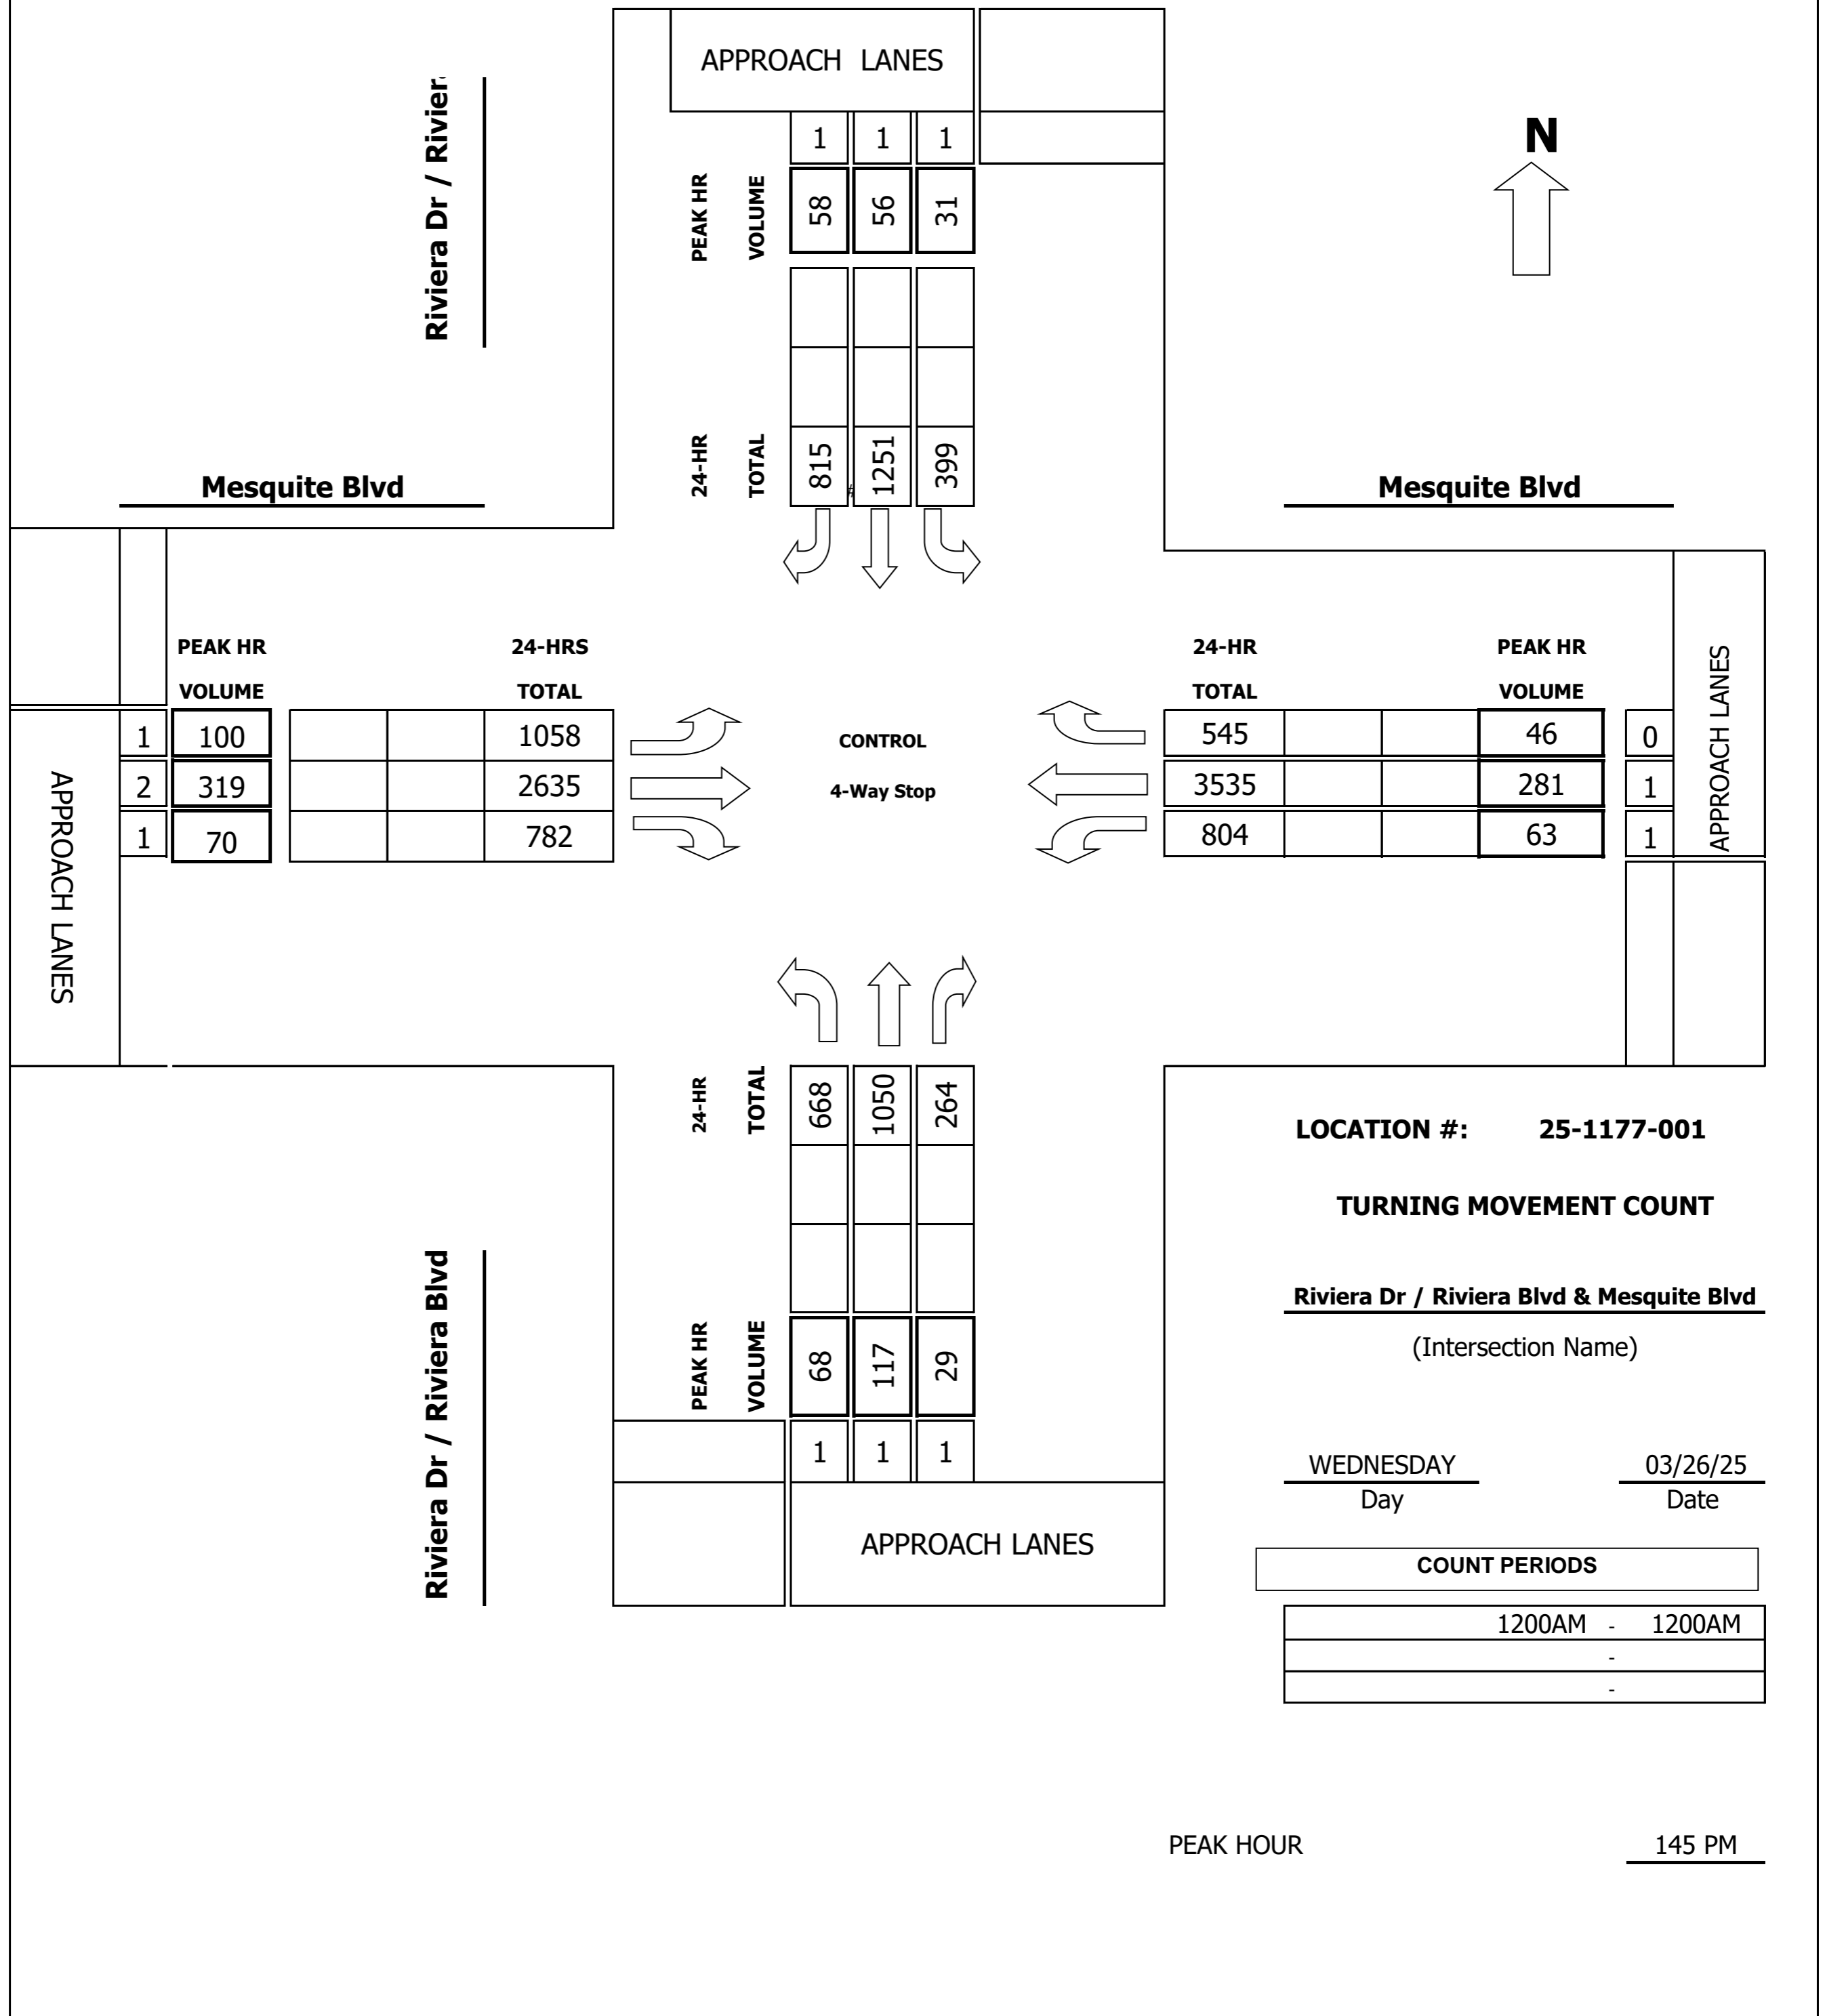 APPROACH LANES
1 1 1
Riviera Dr / Rivier
N
PEAK HR
VOLUME
58 56 31
24-HR
TOTAL
815 1251 399
#
Mesquite Blvd
Mesquite Blvd
PEAK HR 24-HRS
VOLUME TOTAL
24-HR PEAK HR
TOTAL VOLUME
1 100 1058
2 319 2635
1 70 782
APPROACH LANES
CONTROL
4-Way Stop
545 46 0
3535 281 1
804 63 1
APPROACH LANES
24-HR
TOTAL
668 1050 264
Riviera Dr / Riviera Blvd
PEAK HR
VOLUME
68 117 29
1 1 1
APPROACH LANES
LOCATION #: 25-1177-001
TURNING MOVEMENT COUNT
Riviera Dr / Riviera Blvd & Mesquite Blvd
(Intersection Name)
WEDNESDAY 03/26/25
Day Date
COUNT PERIODS
1200AM - 1200AM
-
-
PEAK HOUR 145 PM